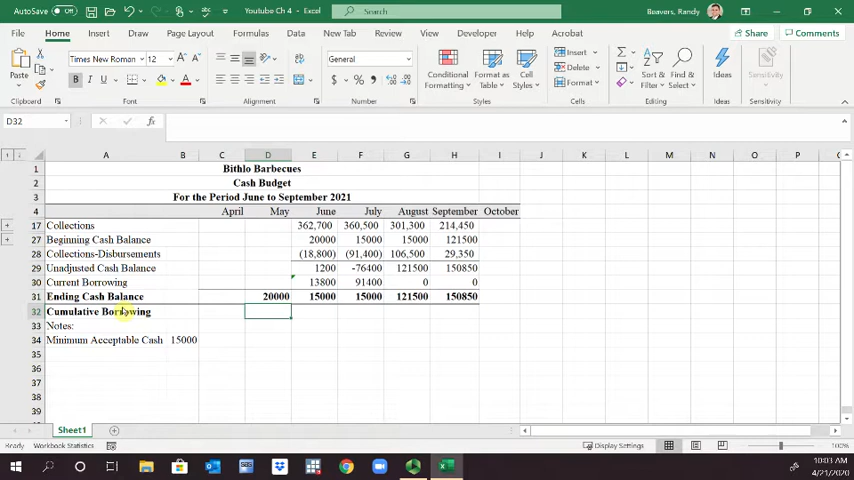 AutoSave Off Youtube Ch 4 - Excel Search Beavers, Randy
File Home Insert Draw Page Layout Formulas Data New Tab Review View Developer Help Acrobat Share Comments
Paste Times New Roman 12 A A General Conditional Formatting Format as Table Cell Styles Insert Delete Format Sort & Filter Find & Select Ideas Sensitivity
B I U $ % 9
Clipboard Font Alignment Number Styles Cells Editing Ideas Sensitivity
D32 fx
1 2 A B C D E F G H I J K L M N O P
1 Bithlo Barbecues
2 Cash Budget
3 For the Period June to September 2021
4 April May June July August September October
17 Collections 362,700 360,500 301,300 214,450
27 Beginning Cash Balance 20000 15000 15000 121500
28 Collections-Disbursements (18,800) (91,400) 106,500 29,350
29 Unadjusted Cash Balance 1200 -76400 121500 150850
30 Current Borrowing 13800 91400 0 0
31 Ending Cash Balance 20000 15000 15000 121500 150850
32 Cumulative Borrowing
33 Notes:
34 Minimum Acceptable Cash 15000
35
36
37
38
39
Sheet1
Ready Workbook Statistics Display Settings 100%
10:03 AM
4/21/2020